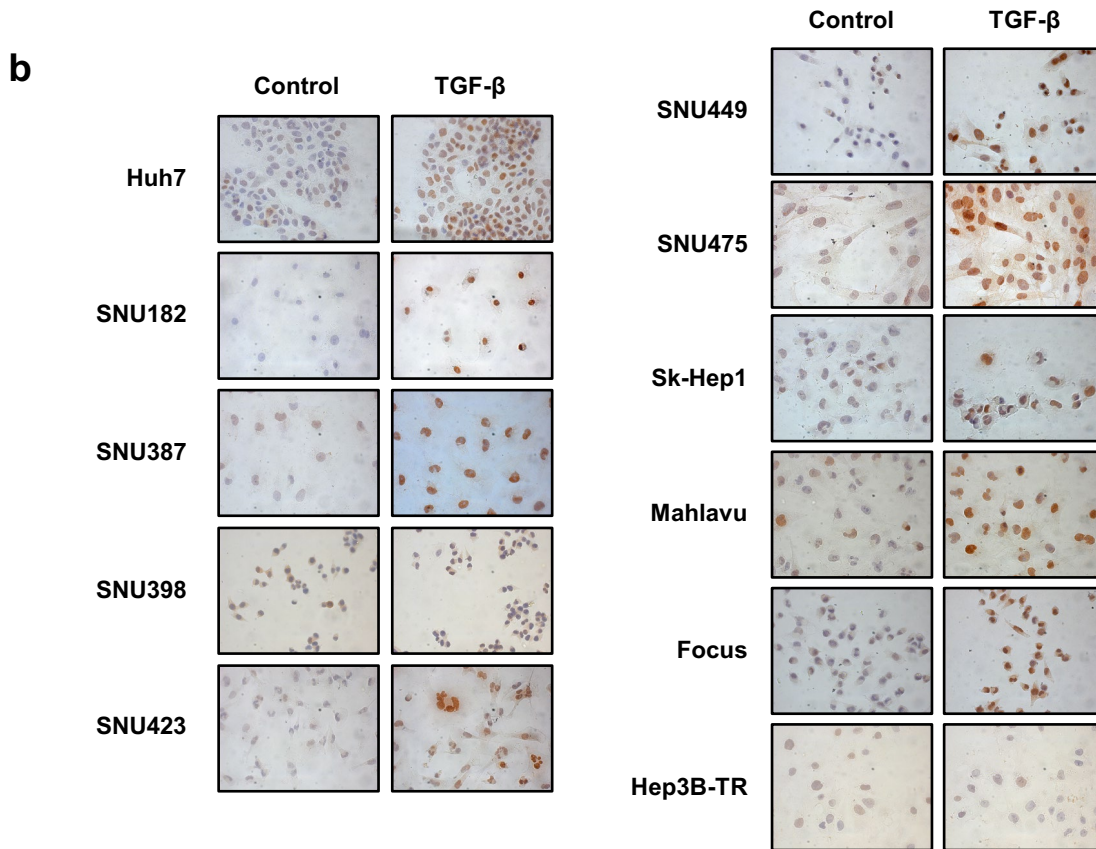 b
Control TGF-β
Huh7
SNU182
SNU387
SNU398
SNU423
Control TGF-β
SNU449
SNU475
Sk-Hep1
Mahlavu
Focus
Hep3B-TR